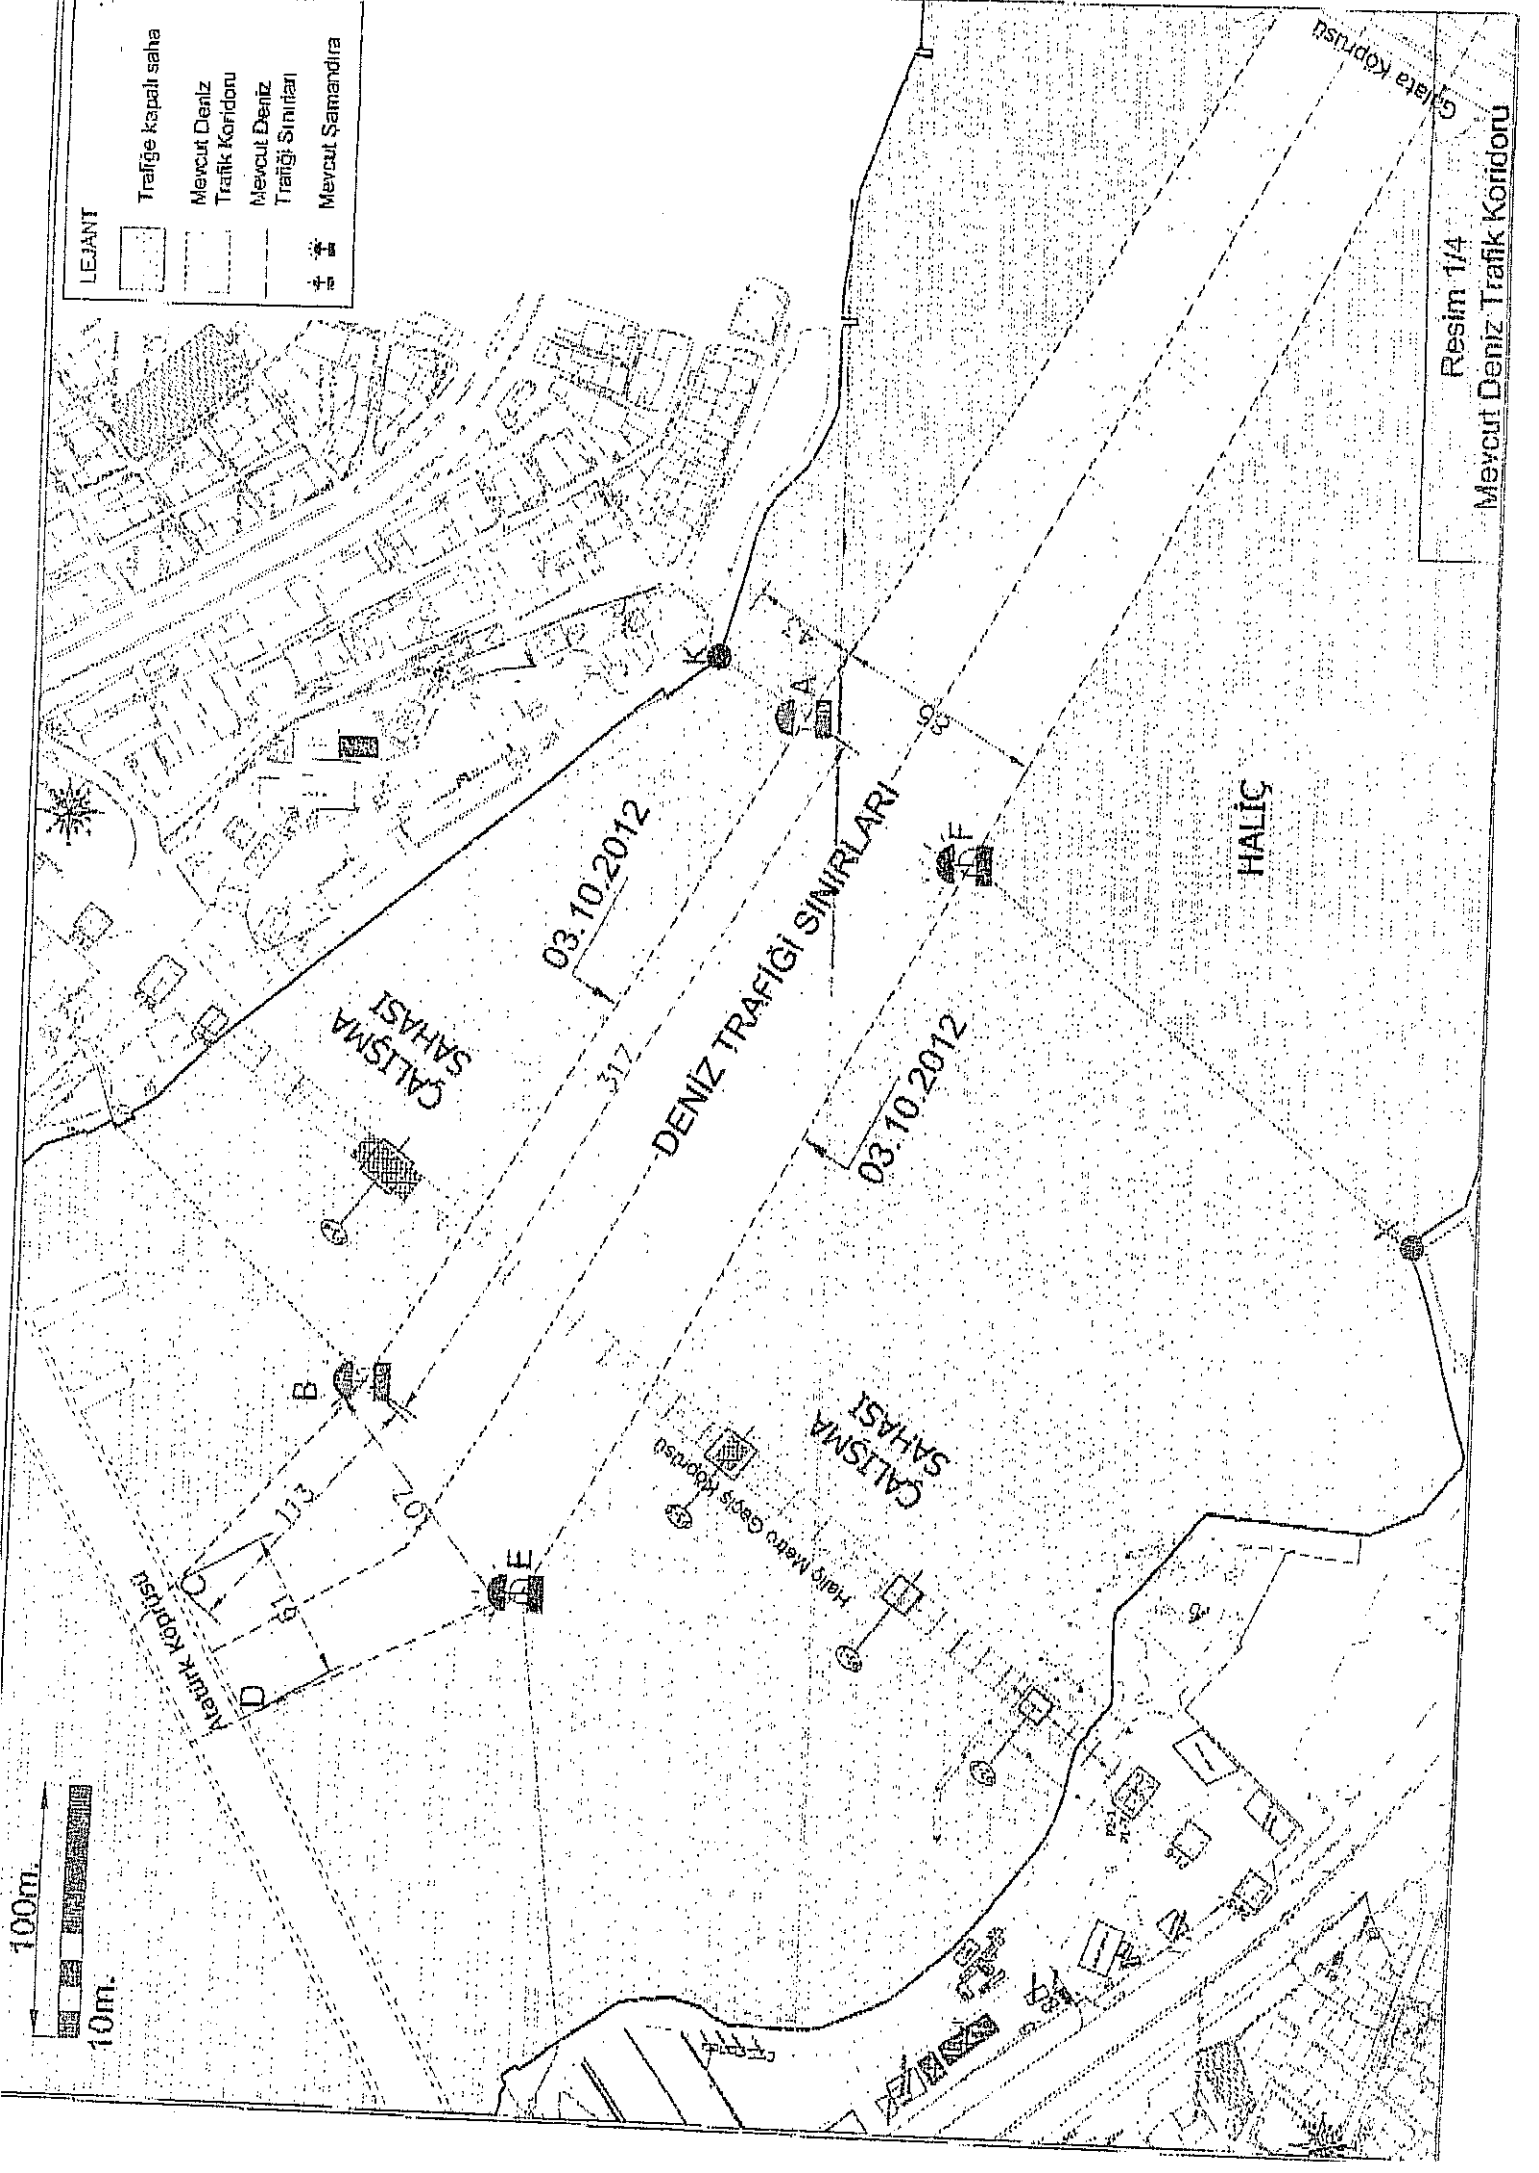 LEJANT
Trafiğe kapalı saha
Mevcut Deniz
Trafik Koridoru
Mevcut Deniz
Trafiği Sınırları
Mevcut Şamandıra
Galata Köprüsü
K
A
43
95
F
03.10.2012
317
DENİZ TRAFİĞİ SINIRLARI
03.10.2012
HALİÇ
ÇALIŞMA
SAHASI
B
113
107
E
C
61
D
Atatürk Köprüsü
ÇALIŞMA
SAHASI
Haliç Metro Geçiş Köprüsü
100m.
10m.
Resim 1/4
Mevcut Deniz Trafik Koridoru